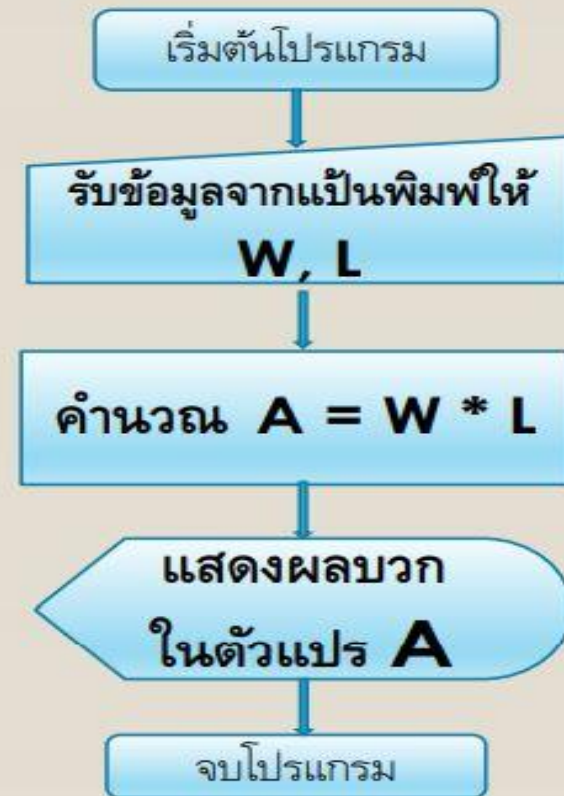 เริ่มต้นโปรแกรม
รับข้อมูลจากแป้นพิมพ์ให้
W, L
คำนวณ A = W * L
แสดงผลบวก
ในตัวแปร A
จบโปรแกรม